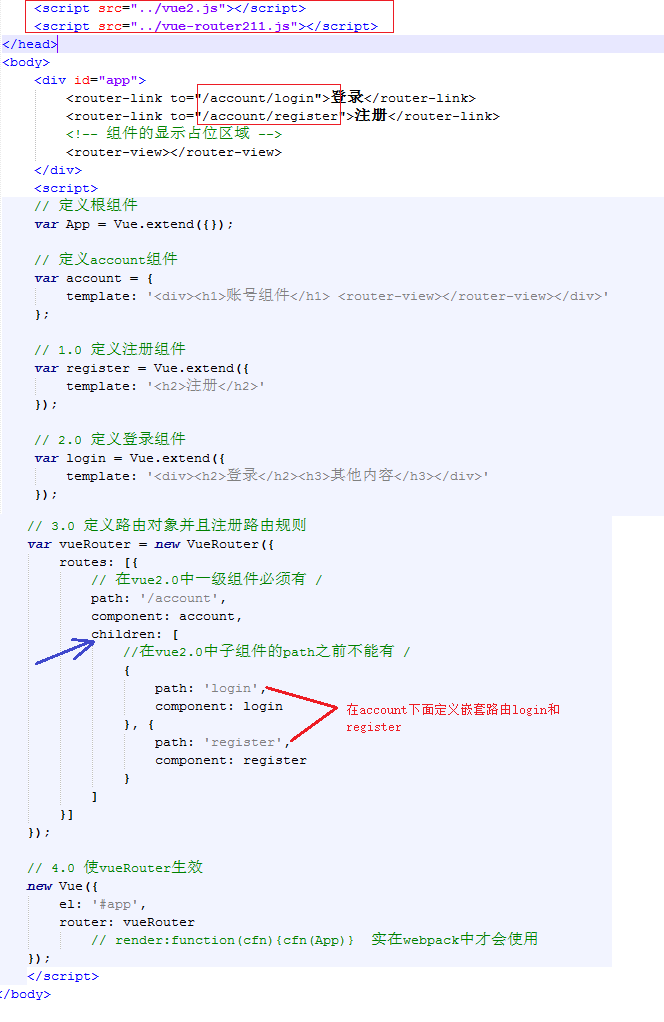 <script src="../vue2.js"></script>
<script src="../vue-router211.js"></script>
</head>
<body>
<div id="app">
<router-link to="/account/login">登录</router-link>
<router-link to="/account/register">注册</router-link>
<!-- 组件的显示占位区域 -->
<router-view></router-view>
</div>
<script>
// 定义根组件
var App = Vue.extend({});
// 定义account组件
var account = {
template: '<div><h1>账号组件</h1> <router-view></router-view></div>'
};
// 1.0 定义注册组件
var register = Vue.extend({
template: '<h2>注册</h2>'
});
// 2.0 定义登录组件
var login = Vue.extend({
template: '<div><h2>登录</h2><h3>其他内容</h3></div>'
});
// 3.0 定义路由对象并且注册路由规则
var vueRouter = new VueRouter({
routes: [{
// 在vue2.0中一级组件必须有 /
path: '/account',
component: account,
children: [
//在vue2.0中子组件的path之前不能有 /
{
path: 'login',
component: login
在account下面定义嵌套路由login和
register
}, {
path: 'register',
component: register
}
]
}]
});
// 4.0 使vueRouter生效
new Vue({
el: '#app',
router: vueRouter
// render:function(cfn){cfn(App)} 实在webpack中才会使用
});
</script>
</body>